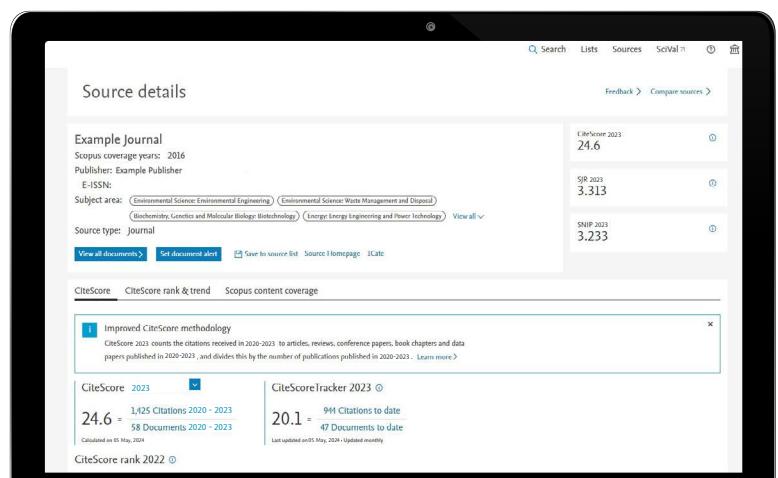 Search Lists Sources SciVal
Source details
Feedback Compare sources
Example Journal
Scopus coverage years: 2016
Publisher: Example Publisher
E-ISSN:
Subject area: Environmental Science: Environmental Engineering Environmental Science: Waste Management and Disposal
Biochemistry, Genetics and Molecular Biology: Biotechnology Energy: Energy Engineering and Power Technology View all
Source type: Journal
View all documents Set document alert Save to source list Source Homepage
CiteScore 2023
24.6
SJR 2023
3.313
SNIP 2023
3.233
CiteScore CiteScore rank & trend Scopus content coverage
i Improved CiteScore methodology x
CiteScore 2023 counts the citations received in 2020-2023 to articles, reviews, conference papers, book chapters and data
papers published in 2020-2023, and divides this by the number of publications published in 2020-2023. Learn more
CiteScore 2023
24.6 = 1,425 Citations 2020 - 2023
58 Documents 2020 - 2023
Calculated on 05 May, 2024
CiteScoreTracker 2023
20.1 = 944 Citations to date
47 Documents to date
Last updated on 05 May, 2024 • Updated monthly
CiteScore rank 2022